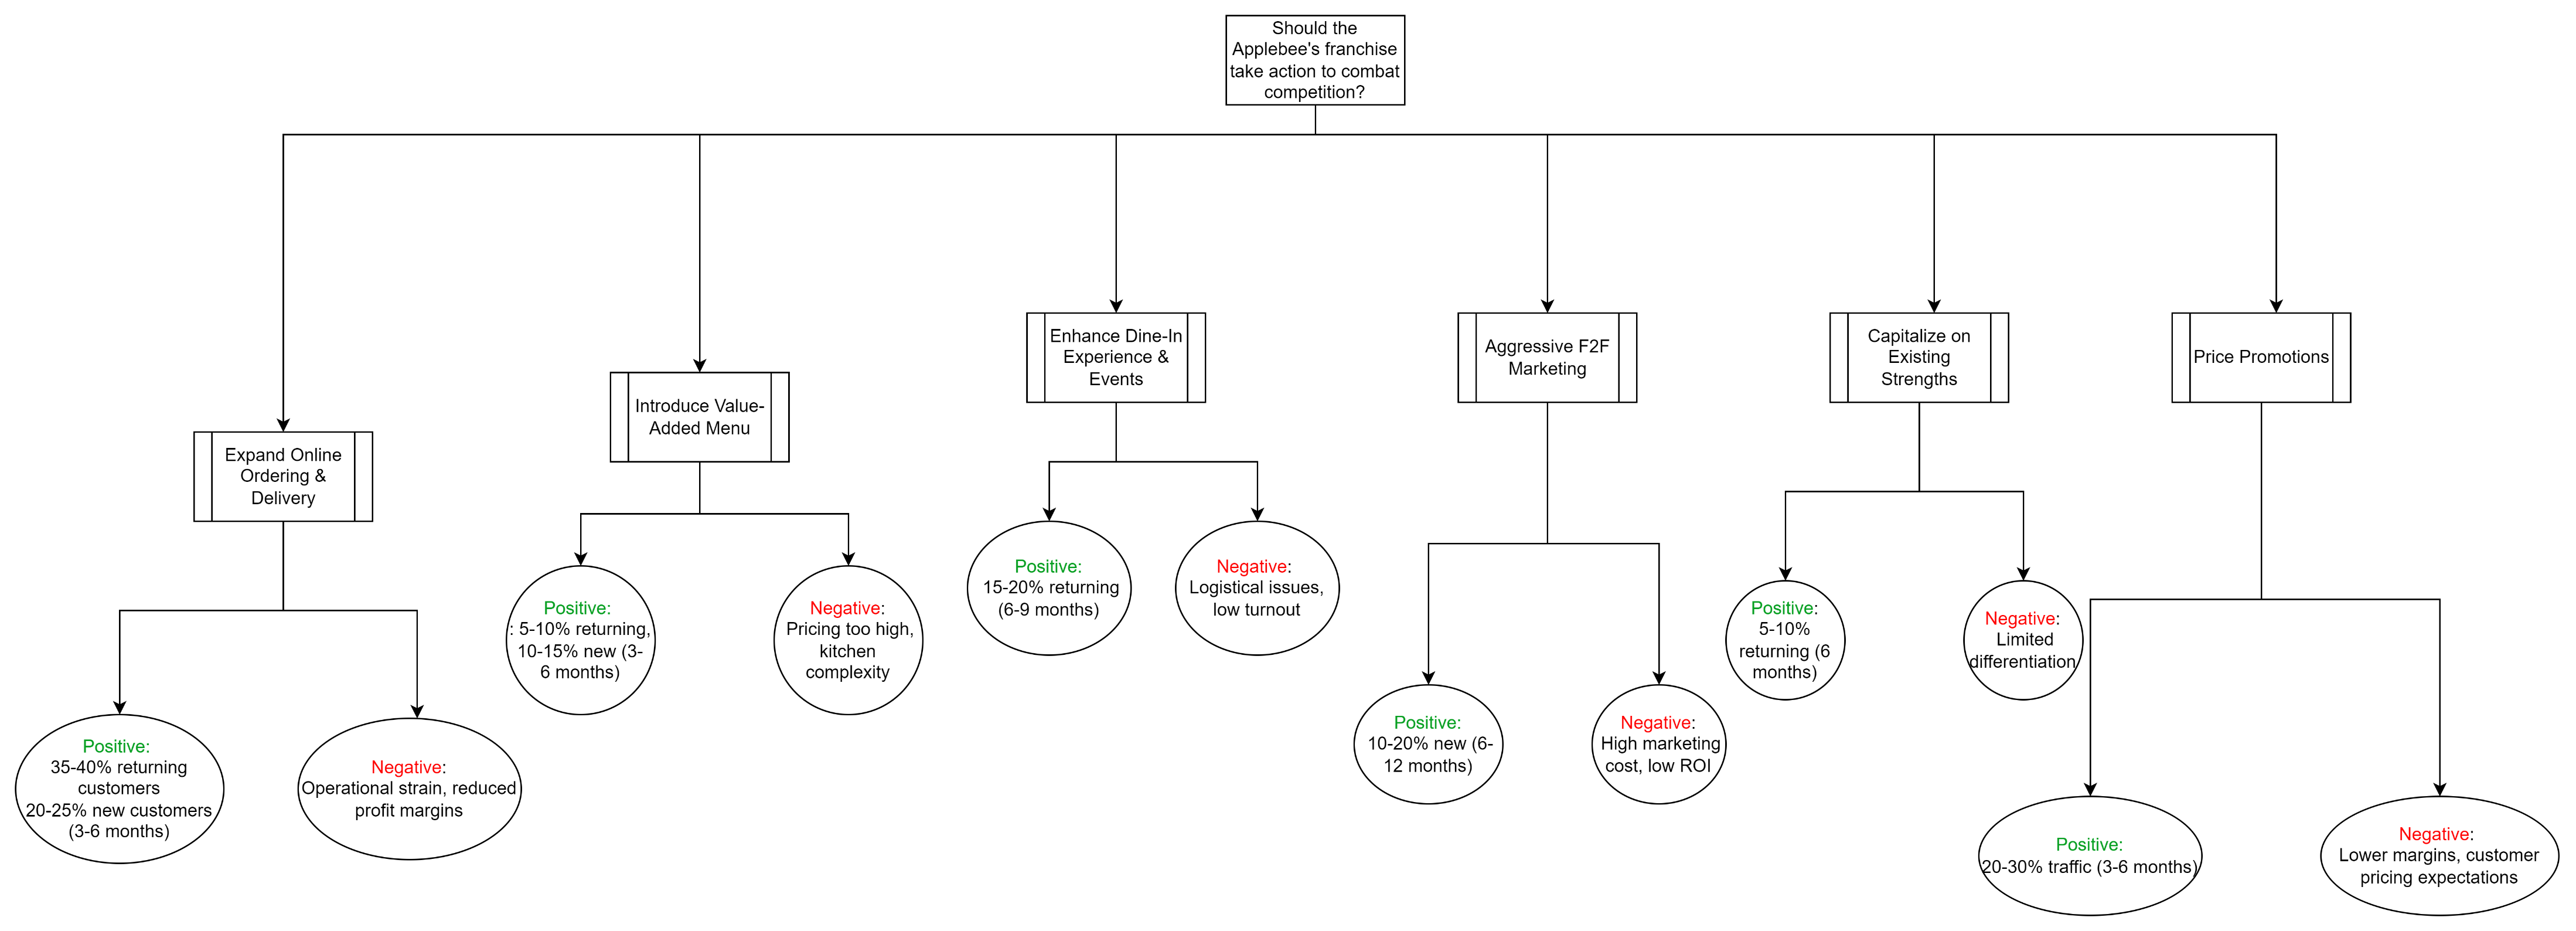 Should the
Applebee's franchise
take action to combat
competition?
Expand Online
Ordering &
Delivery
Introduce Value-
Added Menu
Enhance Dine-In
Experience &
Events
Aggressive F2F
Marketing
Capitalize on
Existing
Strengths
Price Promotions
Positive:
35-40% returning
customers
20-25% new customers
(3-6 months)
Negative:
Operational strain, reduced
profit margins
Positive:
: 5-10% returning,
10-15% new (3-
6 months)
Negative:
Pricing too high,
kitchen
complexity
Positive:
15-20% returning
(6-9 months)
Negative:
Logistical issues,
low turnout
Positive:
10-20% new (6-
12 months)
Negative:
High marketing
cost, low ROI
Positive:
5-10%
returning (6
months)
Negative:
Limited
differentiation
Positive:
20-30% traffic (3-6 months)
Negative:
Lower margins, customer
pricing expectations